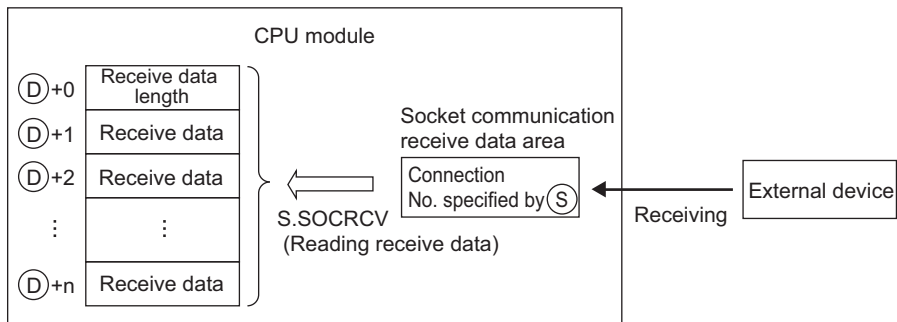 CPU module
Ⓓ+0 Receive data length
Ⓓ+1 Receive data
Ⓓ+2 Receive data
⋮ ⋮
Ⓓ+n Receive data
S.SOCRCV
(Reading receive data)
Socket communication
receive data area
Connection
No. specified by Ⓢ
Receiving
External device